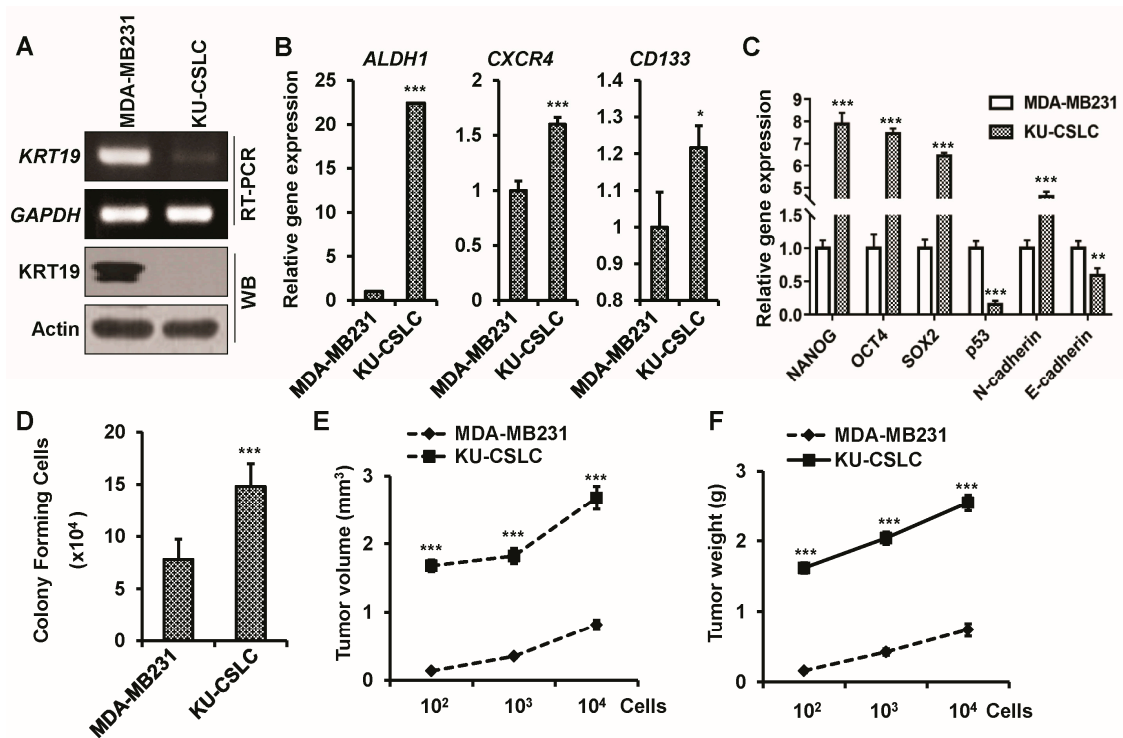 A
MDA-MB231
KU-CSLC
KRT19
GAPDH
RT-PCR
KRT19
Actin
WB
B
ALDH1
CXCR4
CD133
Relative gene expression
25
20
15
10
5
0
***
MDA-MB231
KU-CSLC
2
1.5
1
0.5
0
***
MDA-MB231
KU-CSLC
1.4
1.3
1.2
1.1
1
0.9
0.8
*
MDA-MB231
KU-CSLC
C
MDA-MB231
KU-CSLC
Relative gene expression
9
8
7
6
5
1.5
1.0
0.5
0.0
***
***
***
***
***
**
NANOG
OCT4
SOX2
p53
N-cadherin
E-cadherin
D
Colony Forming Cells
(x10⁴ )
20
15
10
5
0
***
MDA-MB231
KU-CSLC
E
MDA-MB231
KU-CSLC
Tumor volume (mm³)
3
2
1
0
***
***
***
10² 10³ 10⁴ Cells
F
MDA-MB231
KU-CSLC
Tumor weight (g)
3
2
1
0
***
***
***
10² 10³ 10⁴ Cells